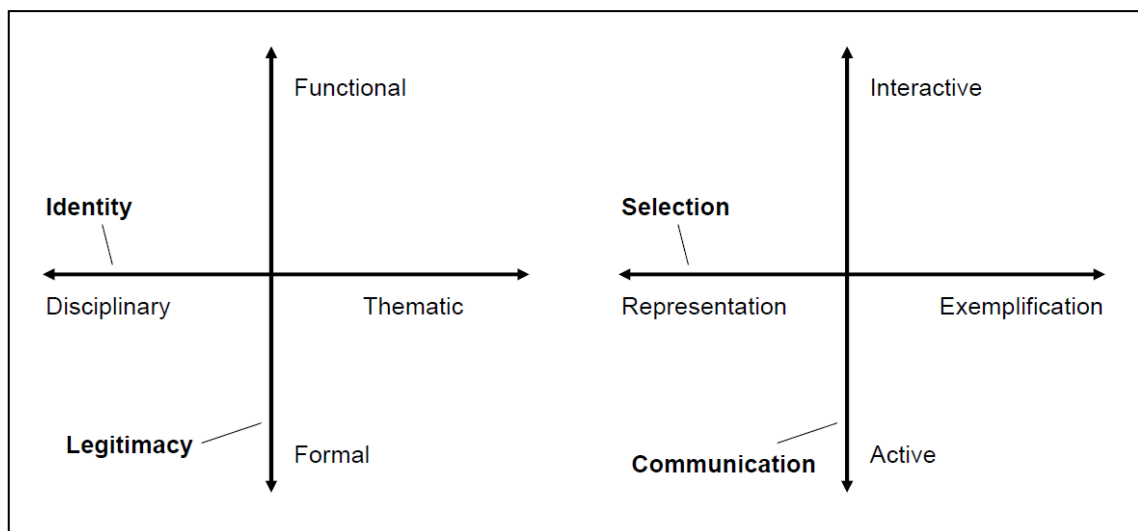 Functional
Interactive
Identity
Selection
Disciplinary
Thematic
Representation
Exemplification
Legitimacy
Formal
Communication
Active